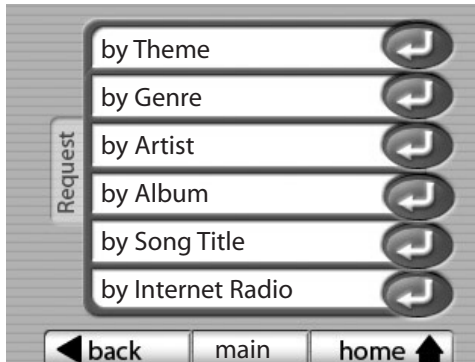 Request
by Theme
by Genre
by Artist
by Album
by Song Title
by Internet Radio
back main home